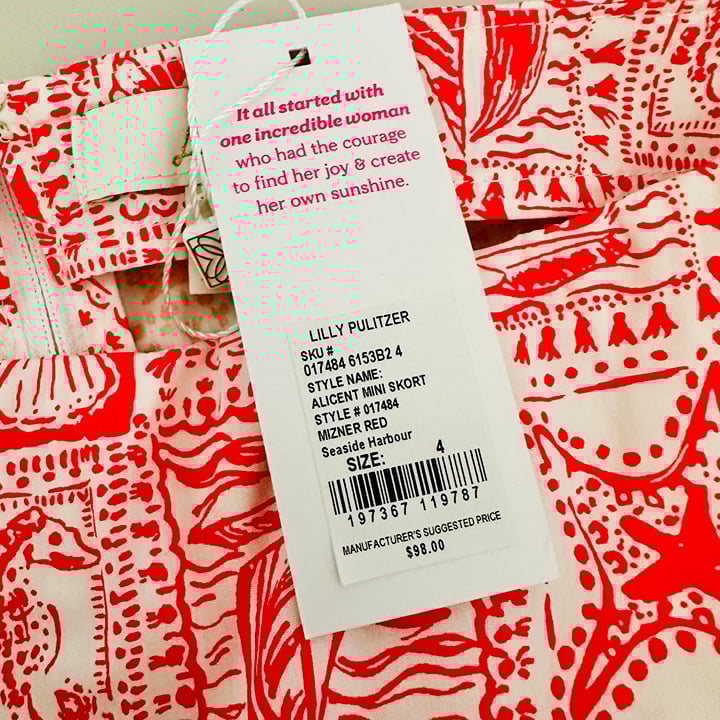 It all started with
one incredible woman
who had the courage
to find her joy & create
her own sunshine.
LILLY PULITZER
SKU #
017484 6153B2 4
STYLE NAME:
ALICENT MINI SKORT
STYLE # 017484
MIZNER RED
Seaside Harbour
SIZE: 4
197367 119787
MANUFACTURER'S SUGGESTED PRICE
$98.00